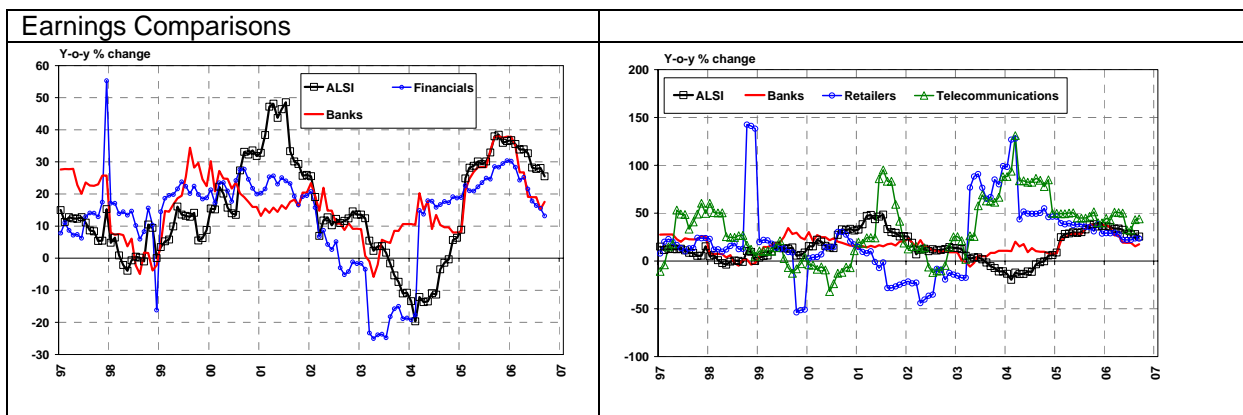 Earnings Comparisons
Y-o-y % change
60
50
40
30
20
10
0
-10
-20
-30
ALSI Financials
Banks
97 98 99 00 01 02 03 04 05 06 07
Y-o-y % change
200
150
100
50
0
-50
-100
ALSI Banks Retailers Telecommunications
97 98 99 00 01 02 03 04 05 06 07